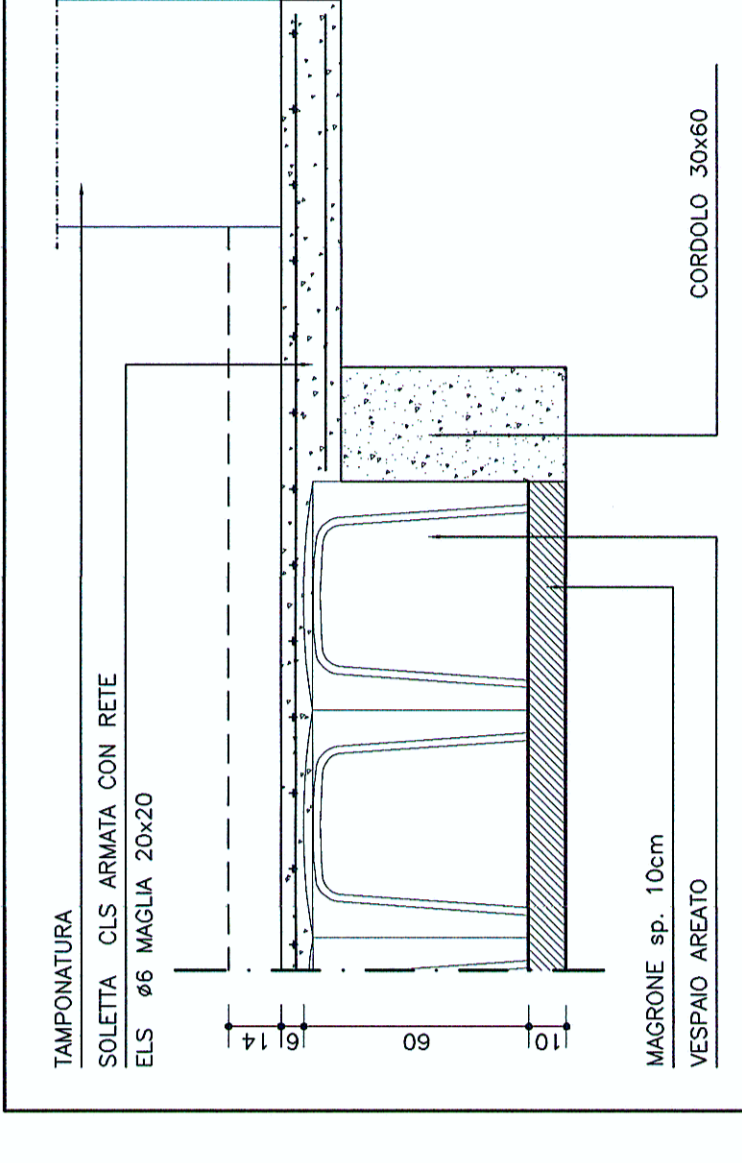 TAMPONATURA
SOLETTA CLS ARMATA CON RETE
ELS ø6 MAGLIA 20x20
14
6
60
10
CORDOLO 30x60
MAGRONE sp. 10cm
VESPAIO AREATO